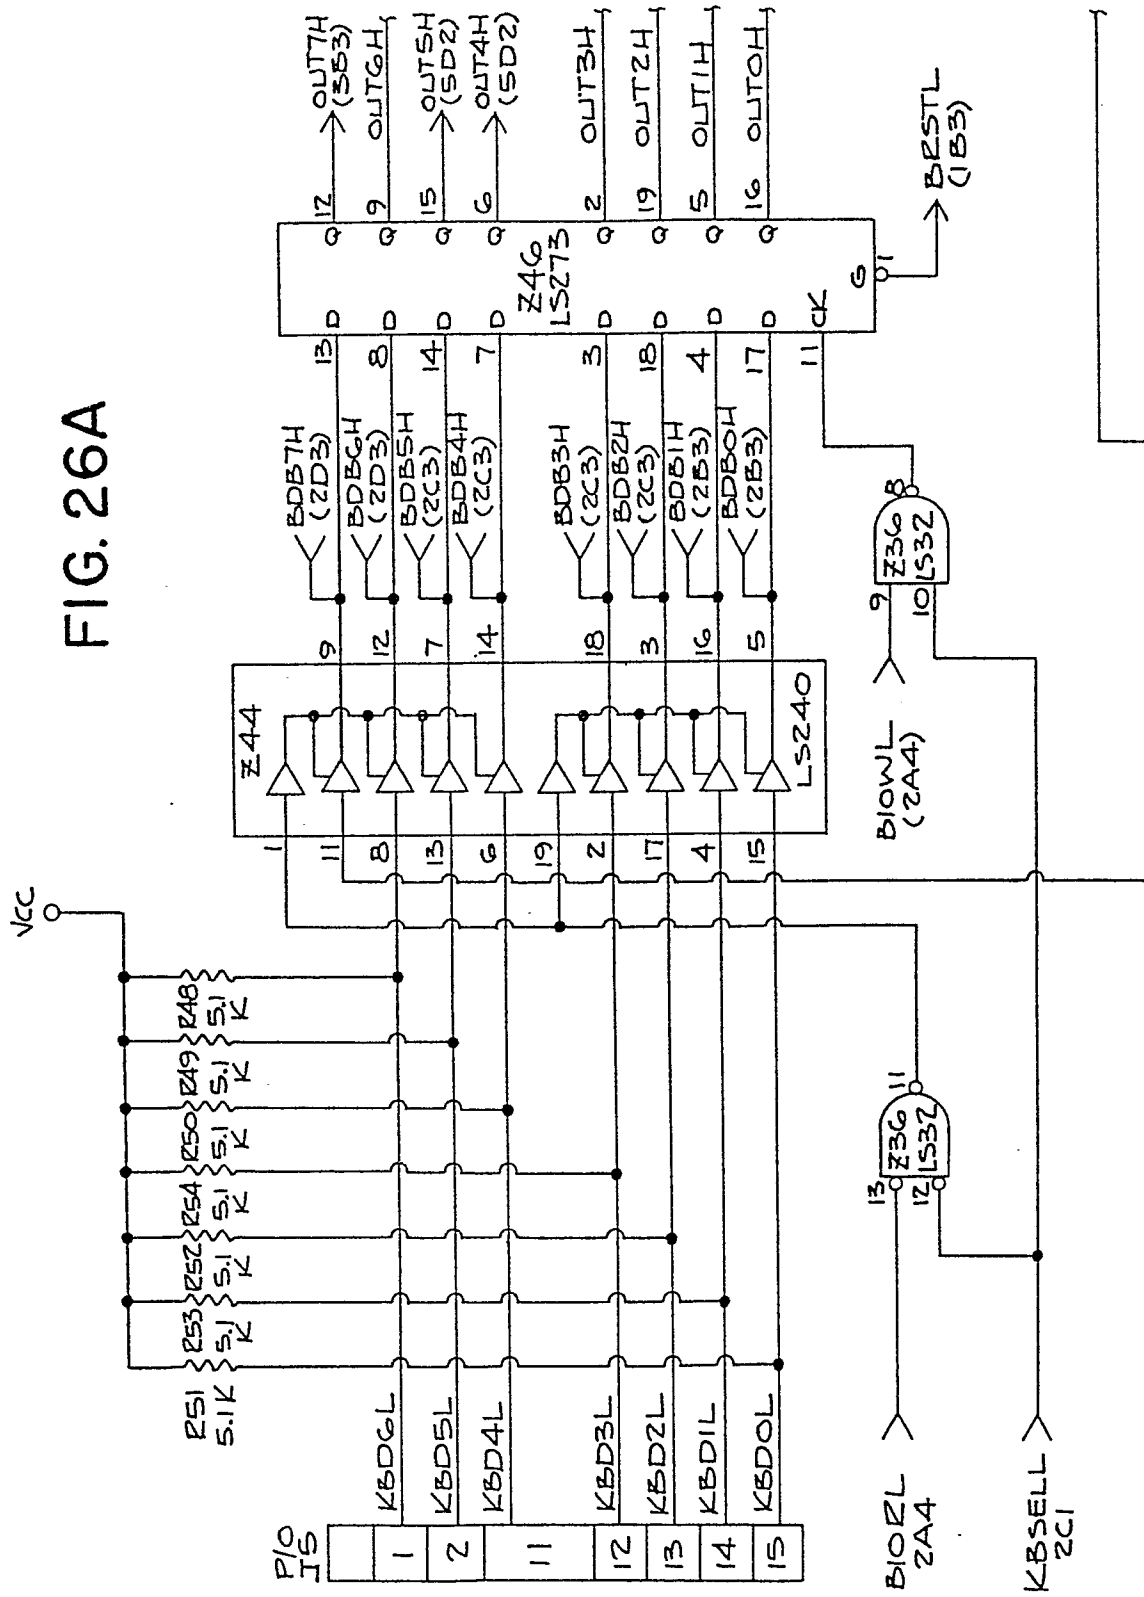 FIG. 26A
VCC
R48
5.1
K
R49
5.1
K
R50
5.1
K
R54
5.1
K
R52
5.1
K
R53
5.1
K
R51
5.1K
P/O
J5
1
2
11
12
13
14
15
KBD6L
KBD5L
KBD4L
KBD3L
KBD2L
KBD1L
KBD0L
BIORL
2A4
KBSELL
2C1
13
12
Z36
LS32
11
1
11
8
13
6
19
2
17
4
15
Z44
LS240
9
12
7
14
18
3
16
5
BIOWL
(2A4)
9
10
Z36
LS32
8
BDB7H
(2D3)
BDB6H
(2D3)
BDB5H
(2C3)
BDB4H
(2C3)
BDB3H
(2C3)
BDB2H
(2C3)
BDB1H
(2B3)
BDB0H
(2B3)
13
8
14
7
3
18
4
17
11
D
D
D
D
D
D
D
D
CK
Z46
LS273
Q
Q
Q
Q
Q
Q
Q
Q
G
1
12
9
15
6
2
19
5
16
OUT7H
(3B3)
OUT6H
OUT5H
(5D2)
OUT4H
(5D2)
OUT3H
OUT2H
OUT1H
OUT0H
BRSTL
(1B3)